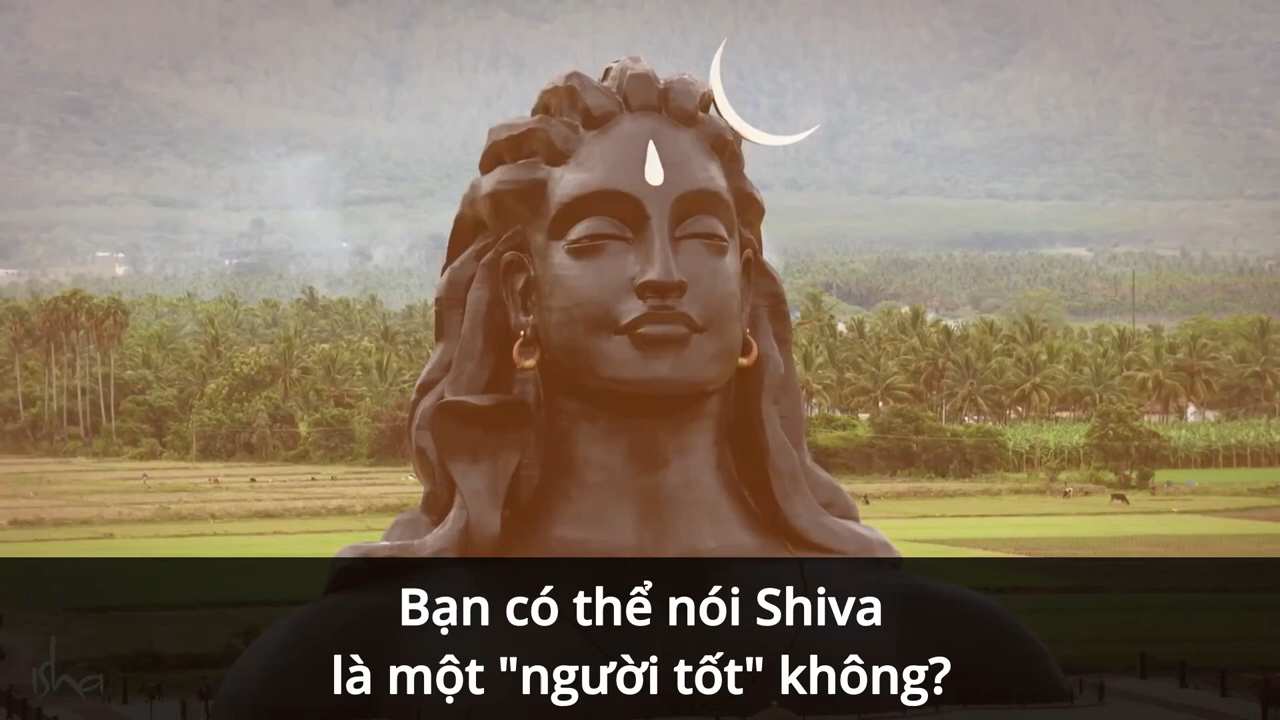 Bạn có thể nói Shiva
là một "người tốt" không?
isha